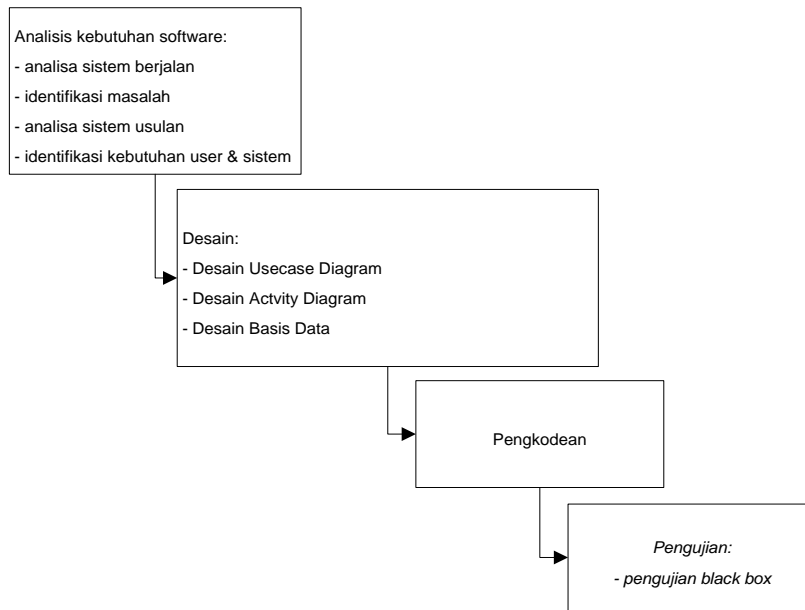 Analisis kebutuhan software:
- analisa sistem berjalan
- identifikasi masalah
- analisa sistem usulan
- identifikasi kebutuhan user & sistem
Desain:
- Desain Usecase Diagram
- Desain Actvity Diagram
- Desain Basis Data
Pengkodean
Pengujian:
- pengujian black box